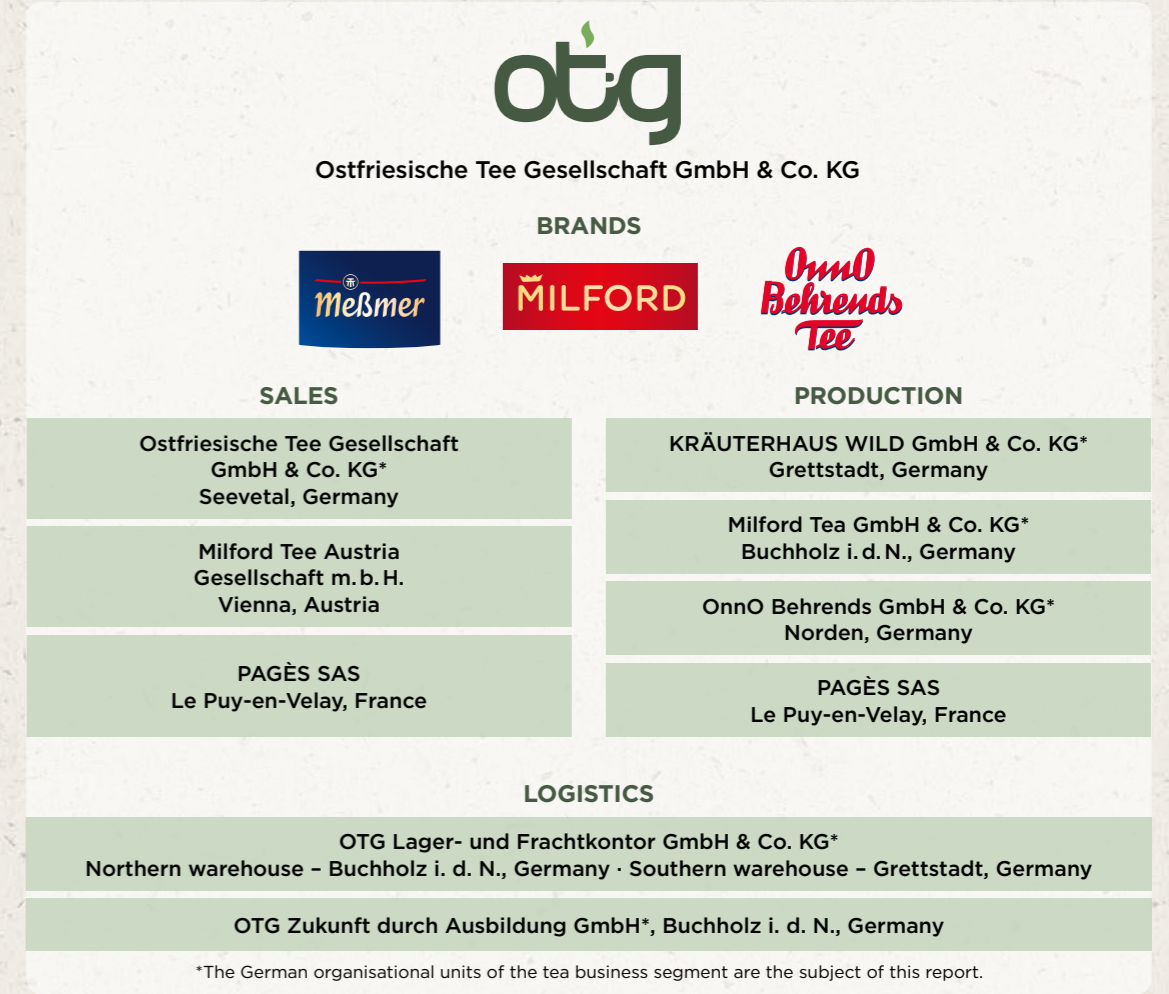 otg
Ostfriesische Tee Gesellschaft GmbH & Co. KG
BRANDS
Meßmer
MILFORD
OnnO
Behrends
Tee
SALES
Ostfriesische Tee Gesellschaft
GmbH & Co. KG*
Seevetal, Germany
Milford Tee Austria
Gesellschaft m. b. H.
Vienna, Austria
PAGÈS SAS
Le Puy-en-Velay, France
PRODUCTION
KRÄUTERHAUS WILD GmbH & Co. KG*
Grettstadt, Germany
Milford Tea GmbH & Co. KG*
Buchholz i. d. N., Germany
OnnO Behrends GmbH & Co. KG*
Norden, Germany
PAGÈS SAS
Le Puy-en-Velay, France
LOGISTICS
OTG Lager- und Frachtkontor GmbH & Co. KG*
Northern warehouse – Buchholz i. d. N., Germany · Southern warehouse – Grettstadt, Germany
OTG Zukunft durch Ausbildung GmbH*, Buchholz i. d. N., Germany
*The German organisational units of the tea business segment are the subject of this report.